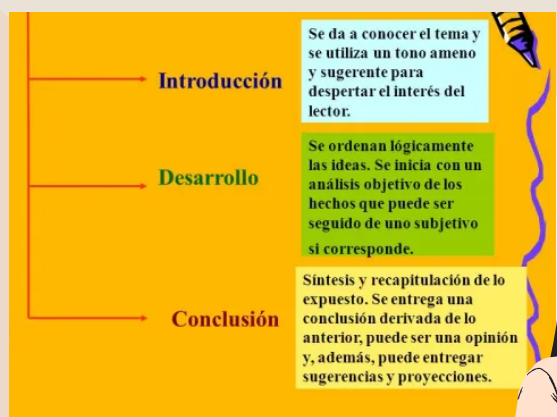 Introducción
Se da a conocer el tema y
se utiliza un tono ameno
y sugerente para
despertar el interés del
lector.
Desarrollo
Se ordenan lógicamente
las ideas. Se inicia con un
análisis objetivo de los
hechos que puede ser
seguido de uno subjetivo
si corresponde.
Conclusión
Síntesis y recapitulación de lo
expuesto. Se entrega una
conclusión derivada de lo
anterior, puede ser una opinión
y, además, puede entregar
sugerencias y proyecciones.